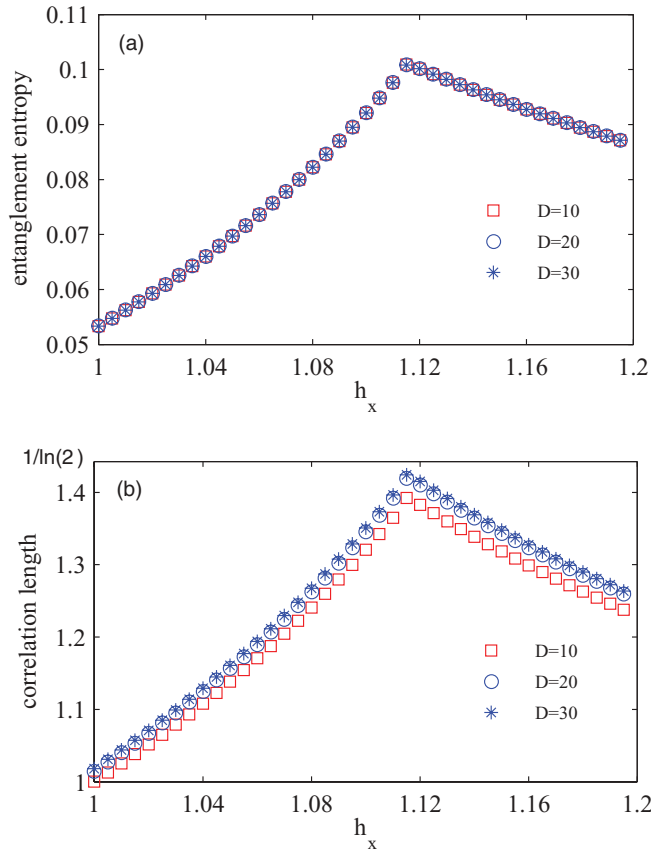 (a)
entanglement entropy
0.11
0.1
0.09
0.08
0.07
0.06
0.05
D=10
D=20
D=30
1 1.04 1.08 1.12 1.16 1.2
h_x
1/ln(2)
(b)
correlation length
1.4
1.3
1.2
1.1
1
D=10
D=20
D=30
1 1.04 1.08 1.12 1.16 1.2
h_x